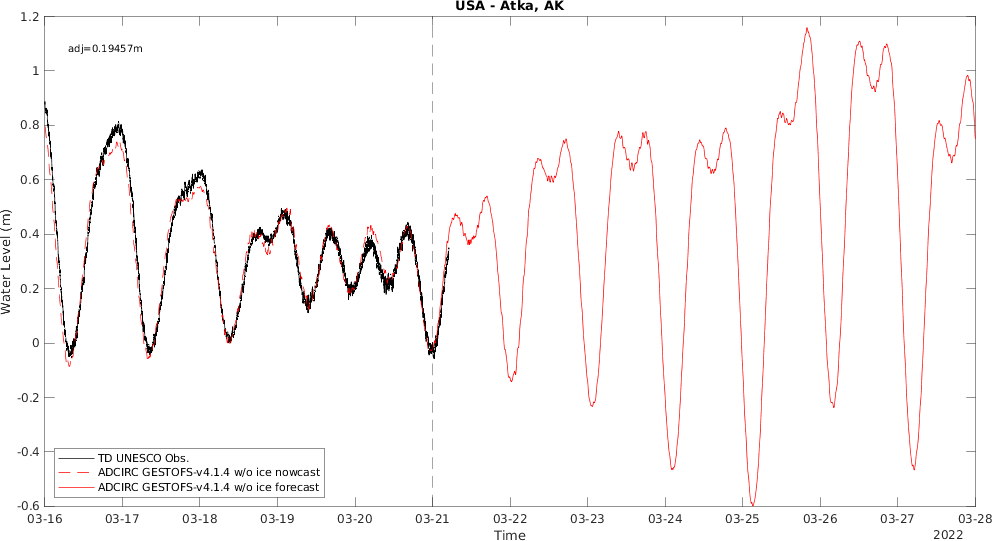 USA - Atka, AK
adj=0.19457m
1.2
1
0.8
0.6
0.4
0.2
0
-0.2
-0.4
-0.6
Water Level (m)
TD UNESCO Obs.
ADCIRC GESTOFS-v4.1.4 w/o ice nowcast
ADCIRC GESTOFS-v4.1.4 w/o ice forecast
03-16 03-17 03-18 03-19 03-20 03-21 03-22 03-23 03-24 03-25 03-26 03-27 03-28
Time
2022